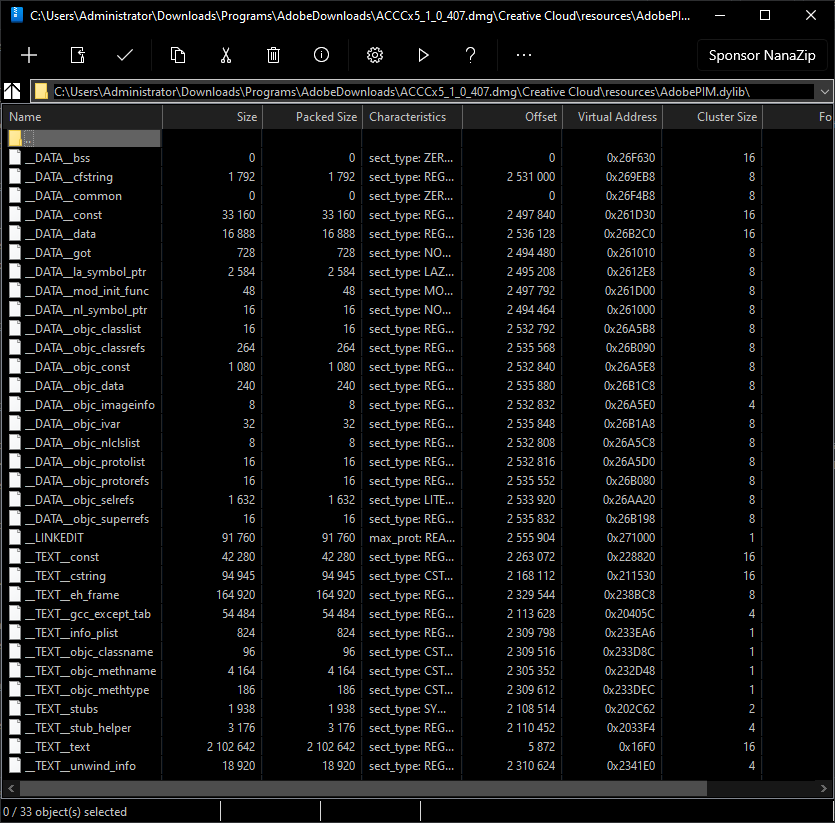 C:\Users\Administrator\Downloads\Programs\AdobeDownloads\ACCCx5_1_0_407.dmg\Creative Cloud\resources\AdobePI...
Sponsor NanaZip
C:\Users\Administrator\Downloads\Programs\AdobeDownloads\ACCCx5_1_0_407.dmg\Creative Cloud\resources\AdobePIM.dylib\
Name Size Packed Size Characteristics Offset Virtual Address Cluster Size Fo
..
__DATA__bss 0 0 sect_type: ZER... 0 0x26F630 16
__DATA__cfstring 1 792 1 792 sect_type: REG... 2 531 000 0x269EB8 8
__DATA__common 0 0 sect_type: ZER... 0 0x26F4B8 8
__DATA__const 33 160 33 160 sect_type: REG... 2 497 840 0x261D30 16
__DATA__data 16 888 16 888 sect_type: REG... 2 536 128 0x26B2C0 16
__DATA__got 728 728 sect_type: NO... 2 494 480 0x261010 8
__DATA__la_symbol_ptr 2 584 2 584 sect_type: LAZ... 2 495 208 0x2612E8 8
__DATA__mod_init_func 48 48 sect_type: MO... 2 497 792 0x261D00 8
__DATA__nl_symbol_ptr 16 16 sect_type: NO... 2 494 464 0x261000 8
__DATA__objc_classlist 16 16 sect_type: REG... 2 532 792 0x26A5B8 8
__DATA__objc_classrefs 264 264 sect_type: REG... 2 535 568 0x26B090 8
__DATA__objc_const 1 080 1 080 sect_type: REG... 2 532 840 0x26A5E8 8
__DATA__objc_data 240 240 sect_type: REG... 2 535 880 0x26B1C8 8
__DATA__objc_imageinfo 8 8 sect_type: REG... 2 532 832 0x26A5E0 4
__DATA__objc_ivar 32 32 sect_type: REG... 2 535 848 0x26B1A8 8
__DATA__objc_nlclslist 8 8 sect_type: REG... 2 532 808 0x26A5C8 8
__DATA__objc_protolist 16 16 sect_type: REG... 2 532 816 0x26A5D0 8
__DATA__objc_protorefs 16 16 sect_type: REG... 2 535 552 0x26B080 8
__DATA__objc_selrefs 1 632 1 632 sect_type: LITE... 2 533 920 0x26AA20 8
__DATA__objc_superrefs 16 16 sect_type: REG... 2 535 832 0x26B198 8
__LINKEDIT 91 760 91 760 max_prot: REA... 2 555 904 0x271000 1
__TEXT__const 42 280 42 280 sect_type: REG... 2 263 072 0x228820 16
__TEXT__cstring 94 945 94 945 sect_type: CST... 2 168 112 0x211530 16
__TEXT__eh_frame 164 920 164 920 sect_type: REG... 2 329 544 0x238BC8 8
__TEXT__gcc_except_tab 54 484 54 484 sect_type: REG... 2 113 628 0x20405C 4
__TEXT__info_plist 824 824 sect_type: REG... 2 309 798 0x233EA6 1
__TEXT__objc_classname 96 96 sect_type: CST... 2 309 516 0x233D8C 1
__TEXT__objc_methname 4 164 4 164 sect_type: CST... 2 305 352 0x232D48 1
__TEXT__objc_methtype 186 186 sect_type: CST... 2 309 612 0x233DEC 1
__TEXT__stubs 1 938 1 938 sect_type: SY... 2 108 514 0x202C62 2
__TEXT__stub_helper 3 176 3 176 sect_type: REG... 2 110 452 0x2033F4 4
__TEXT__text 2 102 642 2 102 642 sect_type: REG... 5 872 0x16F0 16
__TEXT__unwind_info 18 920 18 920 sect_type: REG... 2 310 624 0x2341E0 4
0 / 33 object(s) selected